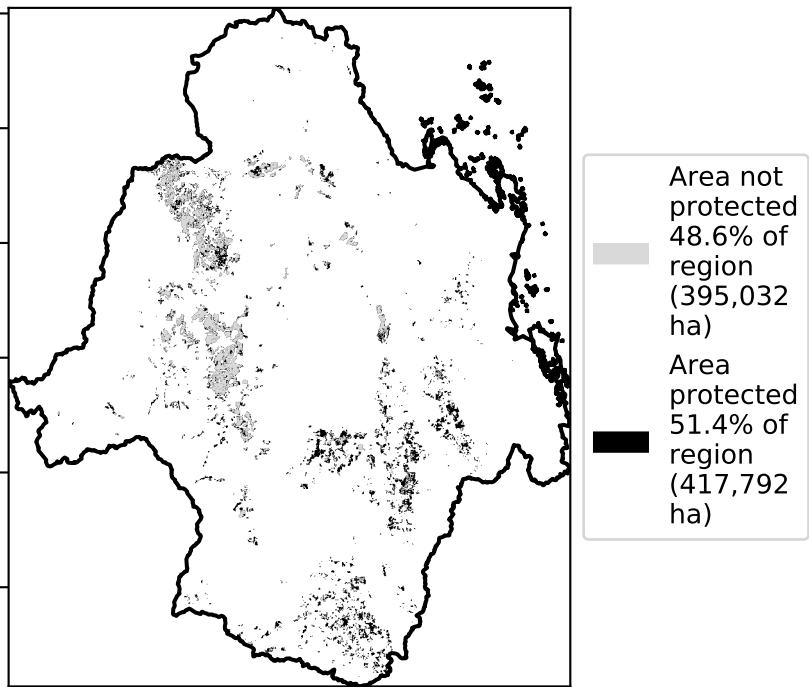 Area not
protected
48.6% of
region
(395,032
ha)
Area
protected
51.4% of
region
(417,792
ha)